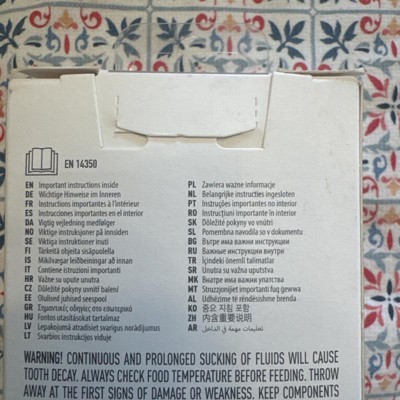 EN 14350
EN Important instructions inside
DE Wichtige Hinweise im Inneren
FR Instructions importantes à l'intérieur
ES Instrucciones importantes en el interior
DA Vigtig vejledning medfølger
NO Viktige instruksjoner på innsiden
SE Viktiga instruktioner inuti
FI Tärkeitä ohjeita sisäpuolella
IS Mikilvægar leiðbeiningar að innan
IT Contiene istruzioni importanti
HR Važne su upute unutra
CZ Důležité pokyny uvnitř balení
EE Olulised juhised seespool
GR Σημαντικές οδηγίες στο εσωτερικό
HU Fontos utasításokat tartalmaz
LV Lepakojumā atradīsiet svarīgus norādījumus
LT Svarbios instrukcijos viduje
PL Zawiera ważne informacje
NL Belangrijke instructies ingesloten
PT Instruções importantes no interior
RO Instrucțiuni importante în interior
SK Dôležité pokyny vo vnútri
SL Pomembna navodila so v dokumentu
BG Вътре има важни инструкции
RU Важные инструкции внутри
TR İçindeki önemli talimatlar
SR Unutra su važna uputstva
MK Внатре има важни упатства
MT Struzzjonijiet importanti fuq ġewwa
AL Udhëzime të rëndësishme brenda
KO 중요 지침 포함
ZH 内含重要说明
AR تعليمات مهمة في الداخل
WARNING! CONTINUOUS AND PROLONGED SUCKING OF FLUIDS WILL CAUSE
TOOTH DECAY. ALWAYS CHECK FOOD TEMPERATURE BEFORE FEEDING. THROW
AWAY AT THE FIRST SIGNS OF DAMAGE OR WEAKNESS. KEEP COMPONENTS